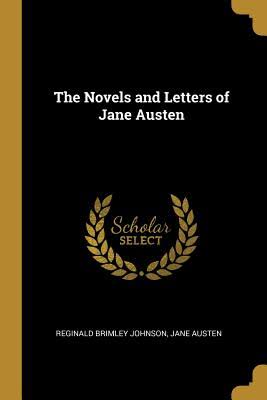 The Novels and Letters of
Jane Austen
Scholar
SELECT
REGINALD BRIMLEY JOHNSON, JANE AUSTEN